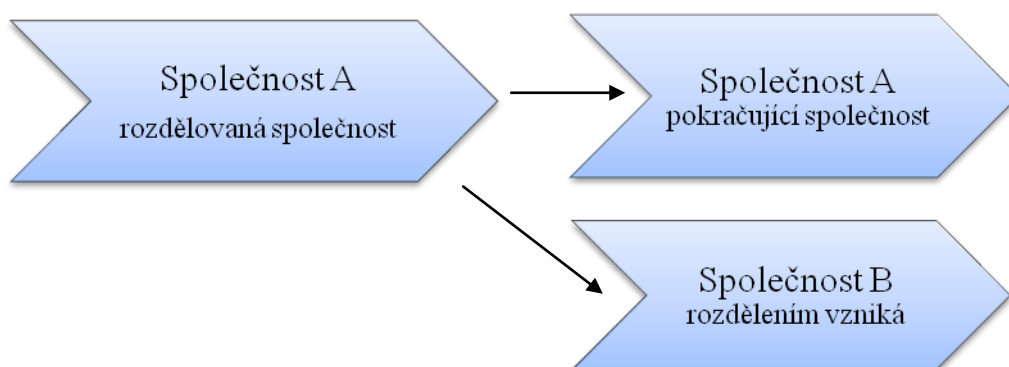 Společnost A
rozdělovaná společnost
Společnost A
pokračující společnost
Společnost B
rozdělením vzniká